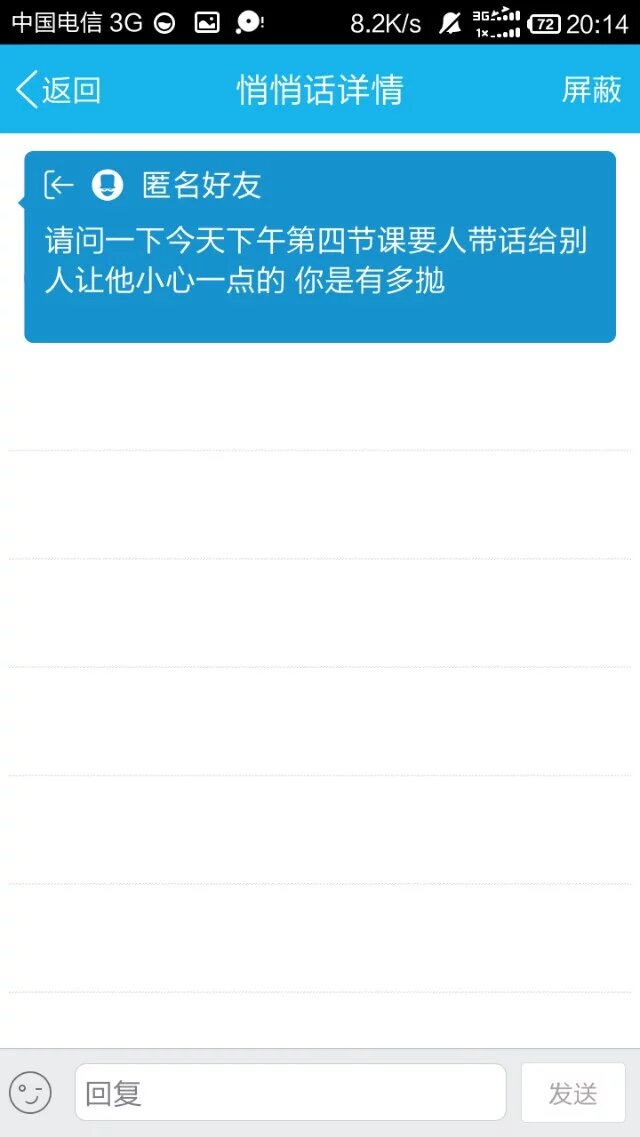 中国电信 3G 8.2K/s 3G 1x 72 20:14
返回 悄悄话详情 屏蔽
匿名好友
请问一下今天下午第四节课要人带话给别
人让他小心一点的 你是有多抛
回复 发送